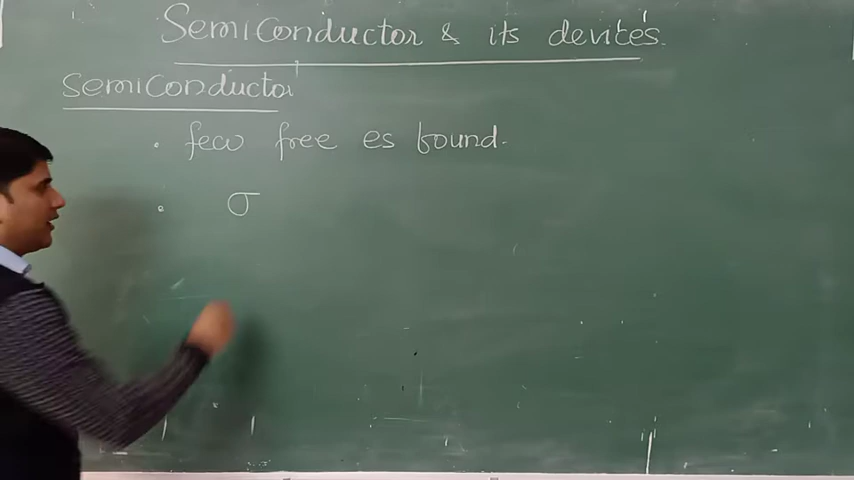 Semiconductor & its devices.
Semiconductor
• few free es found.
• σ